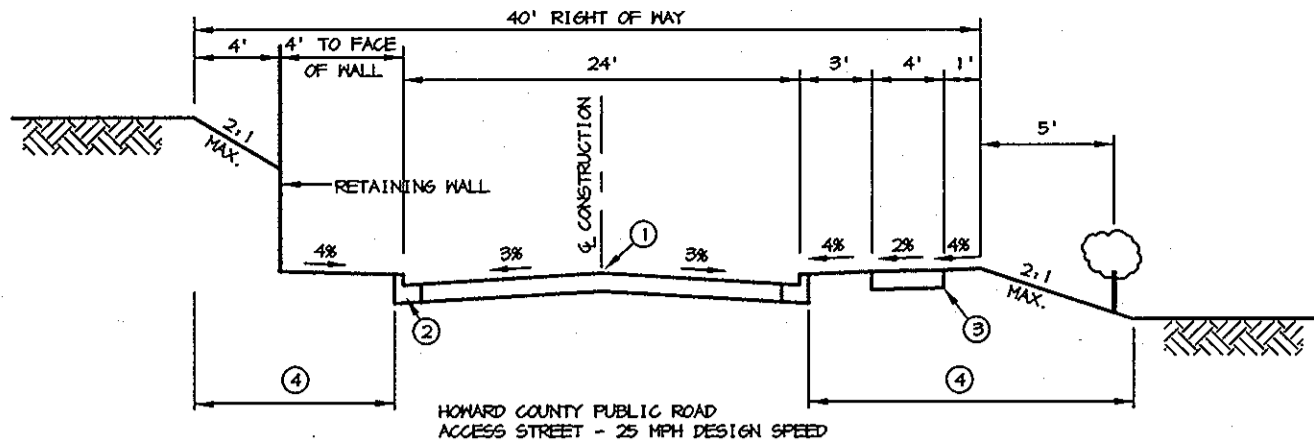 40' RIGHT OF WAY
4'
4' TO FACE
OF WALL
24'
3'
4'
1'
5'
2:1
MAX.
RETAINING WALL
℄ CONSTRUCTION
1
4%
3%
3%
4%
2%
4%
2:1
MAX.
2
3
4
4
HOWARD COUNTY PUBLIC ROAD
ACCESS STREET - 25 MPH DESIGN SPEED